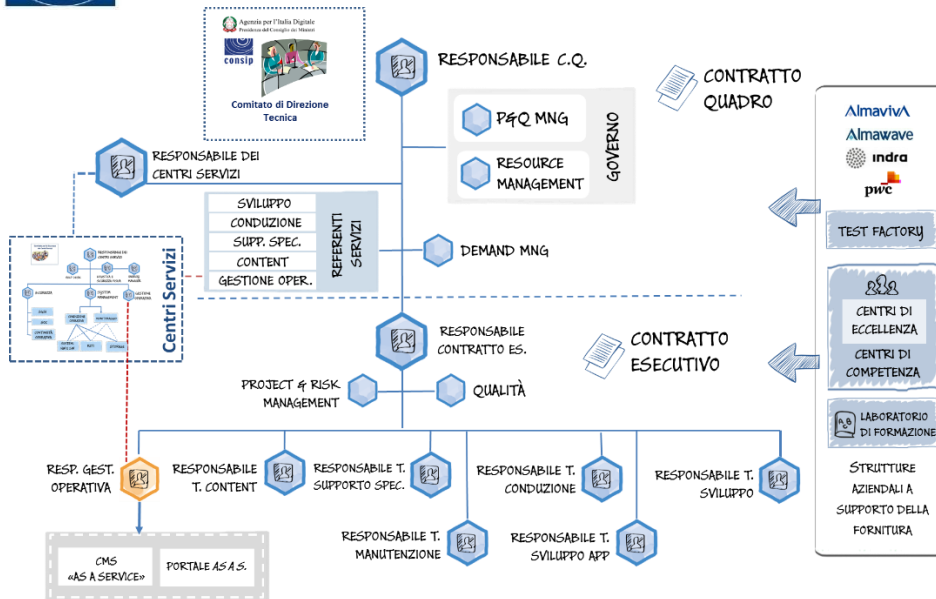 Agenzia per l'Italia Digitale
Presidenza del Consiglio dei Ministri
consip
Comitato di Direzione
Tecnica
RESPONSABILE C.Q.
CONTRATTO
QUADRO
P&Q MNG
RESOURCE
MANAGEMENT
GOVERNO
RESPONSABILE DEI
CENTRI SERVIZI
SVILUPPO
CONDUZIONE
SUPP. SPEC.
CONTENT
GESTIONE OPER.
REFERENTI
SERVIZI
DEMAND MNG
Centri Servizi
RESPONSABILE
CONTRATTO ES.
CONTRATTO
ESECUTIVO
PROJECT & RISK
MANAGEMENT
QUALITÀ
RESP. GEST.
OPERATIVA
RESPONSABILE
T. CONTENT
RESPONSABILE T.
SUPPORTO SPEC.
RESPONSABILE T.
CONDUZIONE
RESPONSABILE T.
SVILUPPO
RESPONSABILE T.
MANUTENZIONE
RESPONSABILE T.
SVILUPPO APP
CMS
«AS A SERVICE»
PORTALE AS A S.
AlmavivA
Almawave
indra
pwc
TEST FACTORY
CENTRI DI
ECCELLENZA
CENTRI DI
COMPETENZA
LABORATORIO
DI FORMAZIONE
STRUTTURE
AZIENDALI A
SUPPORTO DELLA
FORNITURA